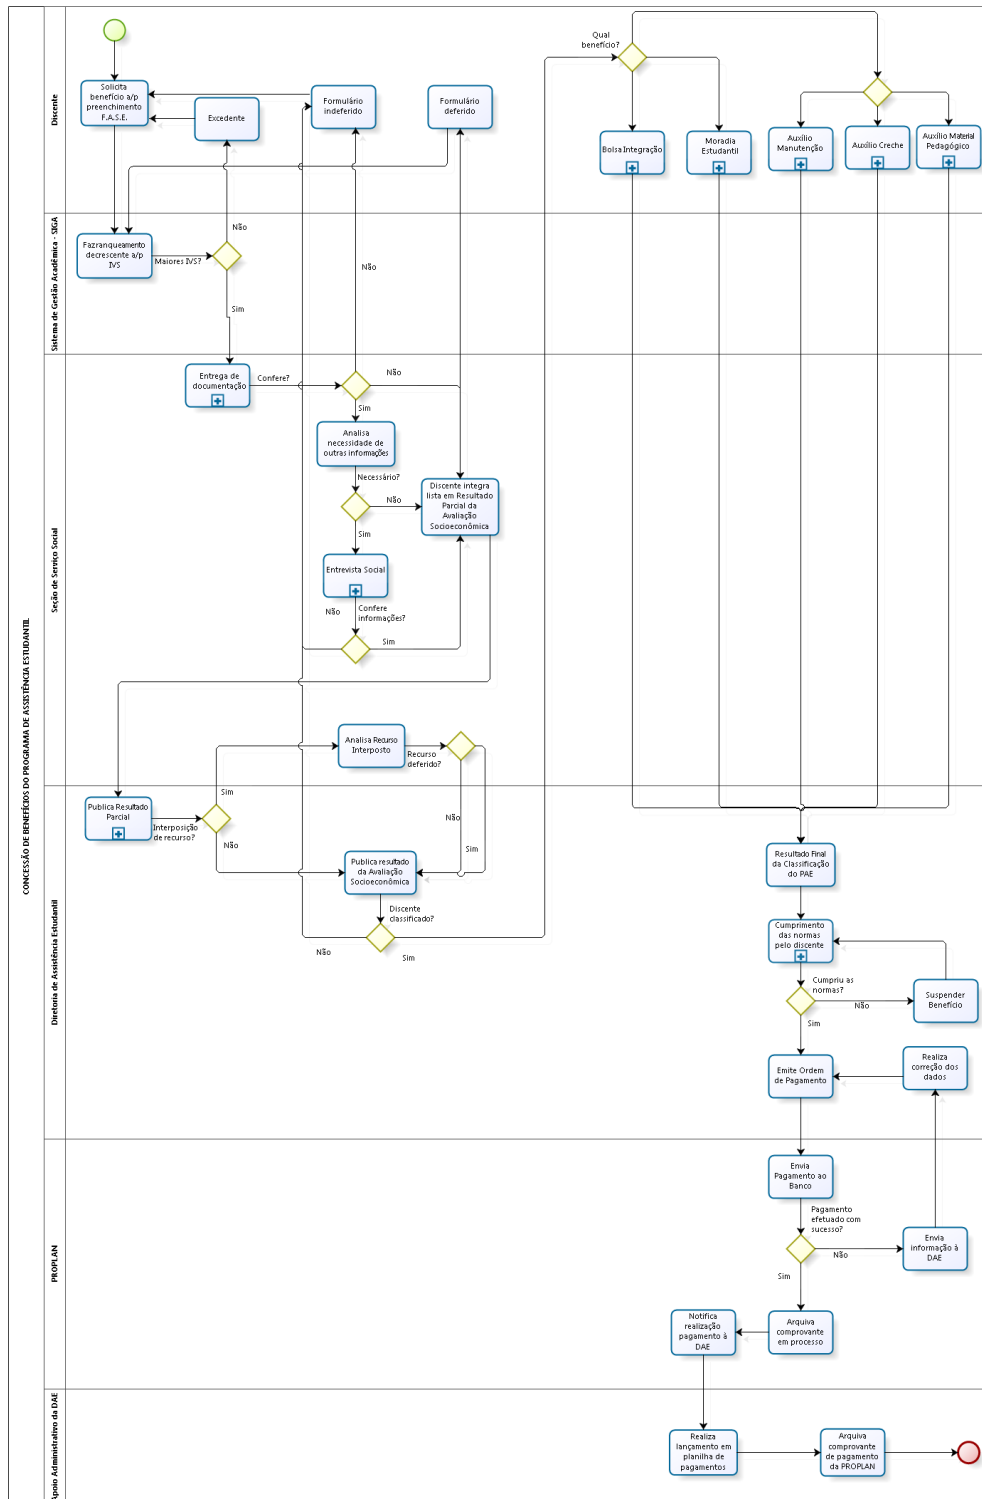 CONCESSÃO DE BENEFÍCIOS DO PROGRAMA DE ASSISTÊNCIA ESTUDANTIL
Discente
Solicita
benefício a/p
preenchimento
F.A.S.E.
Excedente
Formulário
indeferido
Formulário
deferido
Qual
benefício?
Bolsa Integração
Moradia
Estudantil
Auxílio
Manutenção
Auxílio Creche
Auxílio Material
Pedagógico
Sistema de Gestão Acadêmica - SIGA
Faz ranqueamento
decrescente a/p
IVS
Maiores IVS?
Não
Sim
Não
Seção de Serviço Social
Entrega de
documentação
Confere?
Não
Sim
Analisa
necessidade de
outras informações
Necessário?
Não
Sim
Discente integra
lista em Resultado
Parcial da
Avaliação
Socioeconômica
Entrevista Social
Não
Confere
informações?
Sim
Analisa Recurso
Interposto
Recurso
deferido?
Diretoria de Assistência Estudantil
Publica Resultado
Parcial
Interposição
de recurso?
Sim
Não
Não
Sim
Publica resultado
da Avaliação
Socioeconômica
Discente
classificado?
Não
Sim
Resultado Final
da Classificação
do PAE
Cumprimento
das normas
pelo discente
Cumpriu as
normas?
Não
Sim
Suspender
Benefício
Emite Ordem
de Pagamento
Realiza
correção dos
dados
PROPLAN
Envia
Pagamento ao
Banco
Pagamento
efetuado com
sucesso?
Não
Sim
Envia
informação à
DAE
Arquiva
comprovante
em processo
Notifica
realização
pagamento à
DAE
Apoio Administrativo da DAE
Realiza
lançamento em
planilha de
pagamentos
Arquiva
comprovante
de pagamento
da PROPLAN